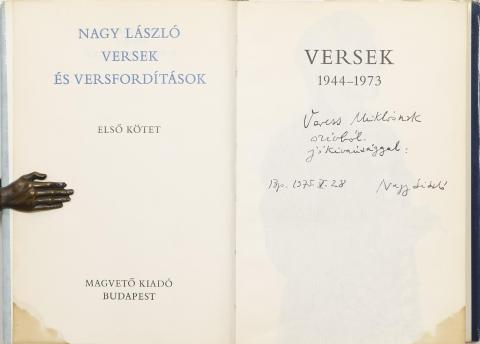 NAGY LÁSZLÓ
VERSEK
ÉS VERSFORDÍTÁSOK
ELSŐ KÖTET
MAGVETŐ KIADÓ
BUDAPEST
VERSEK
1944–1973
Veress Miklósnak
szívből
jókívánsággal:
Bp. 1975. V. 28 Nagy László